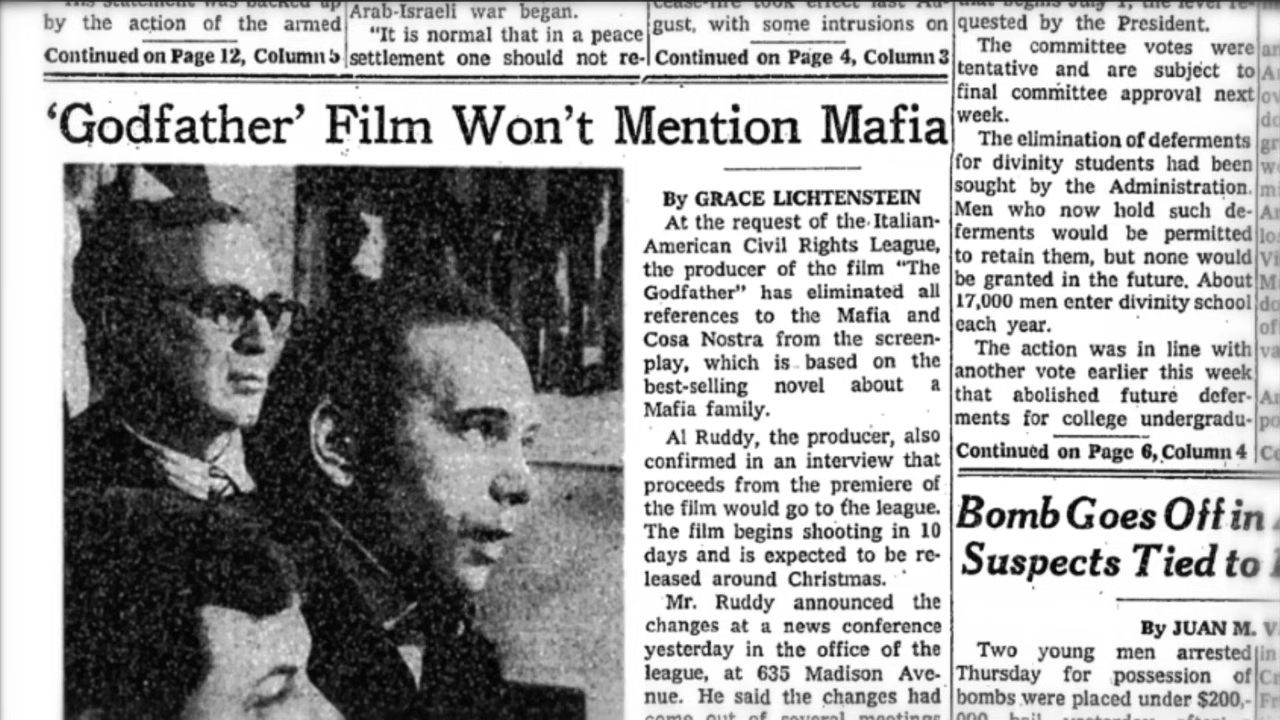 by the action of the armed
Continued on Page 12, Column 5
Arab-Israeli war began.
"It is normal that in a peace
settlement one should not re-
gust, with some intrusions on
Continued on Page 4, Column 3
'Godfather' Film Won't Mention Mafia
By GRACE LICHTENSTEIN
At the request of the Italian-
American Civil Rights League,
the producer of the film "The
Godfather" has eliminated all
references to the Mafia and
Cosa Nostra from the screen-
play, which is based on the
best-selling novel about a
Mafia family.
Al Ruddy, the producer, also
confirmed in an interview that
proceeds from the premiere of
the film would go to the league.
The film begins shooting in 10
days and is expected to be re-
leased around Christmas.
Mr. Ruddy announced the
changes at a news conference
yesterday in the office of the
league, at 635 Madison Ave-
nue. He said the changes had
come out of several meetings
quested by the President.
The committee votes were
tentative and are subject to
final committee approval next
week.
The elimination of deferments
for divinity students had been
sought by the Administration.
Men who now hold such de-
ferments would be permitted
to retain them, but none would
be granted in the future. About
17,000 men enter divinity school
each year.
The action was in line with
another vote earlier this week
that abolished future defer-
ments for college undergradu-
Continued on Page 6, Column 4
Bomb Goes Off in
Suspects Tied to
By JUAN M.
Two young men arrested
Thursday for possession of
bombs were placed under $200,-